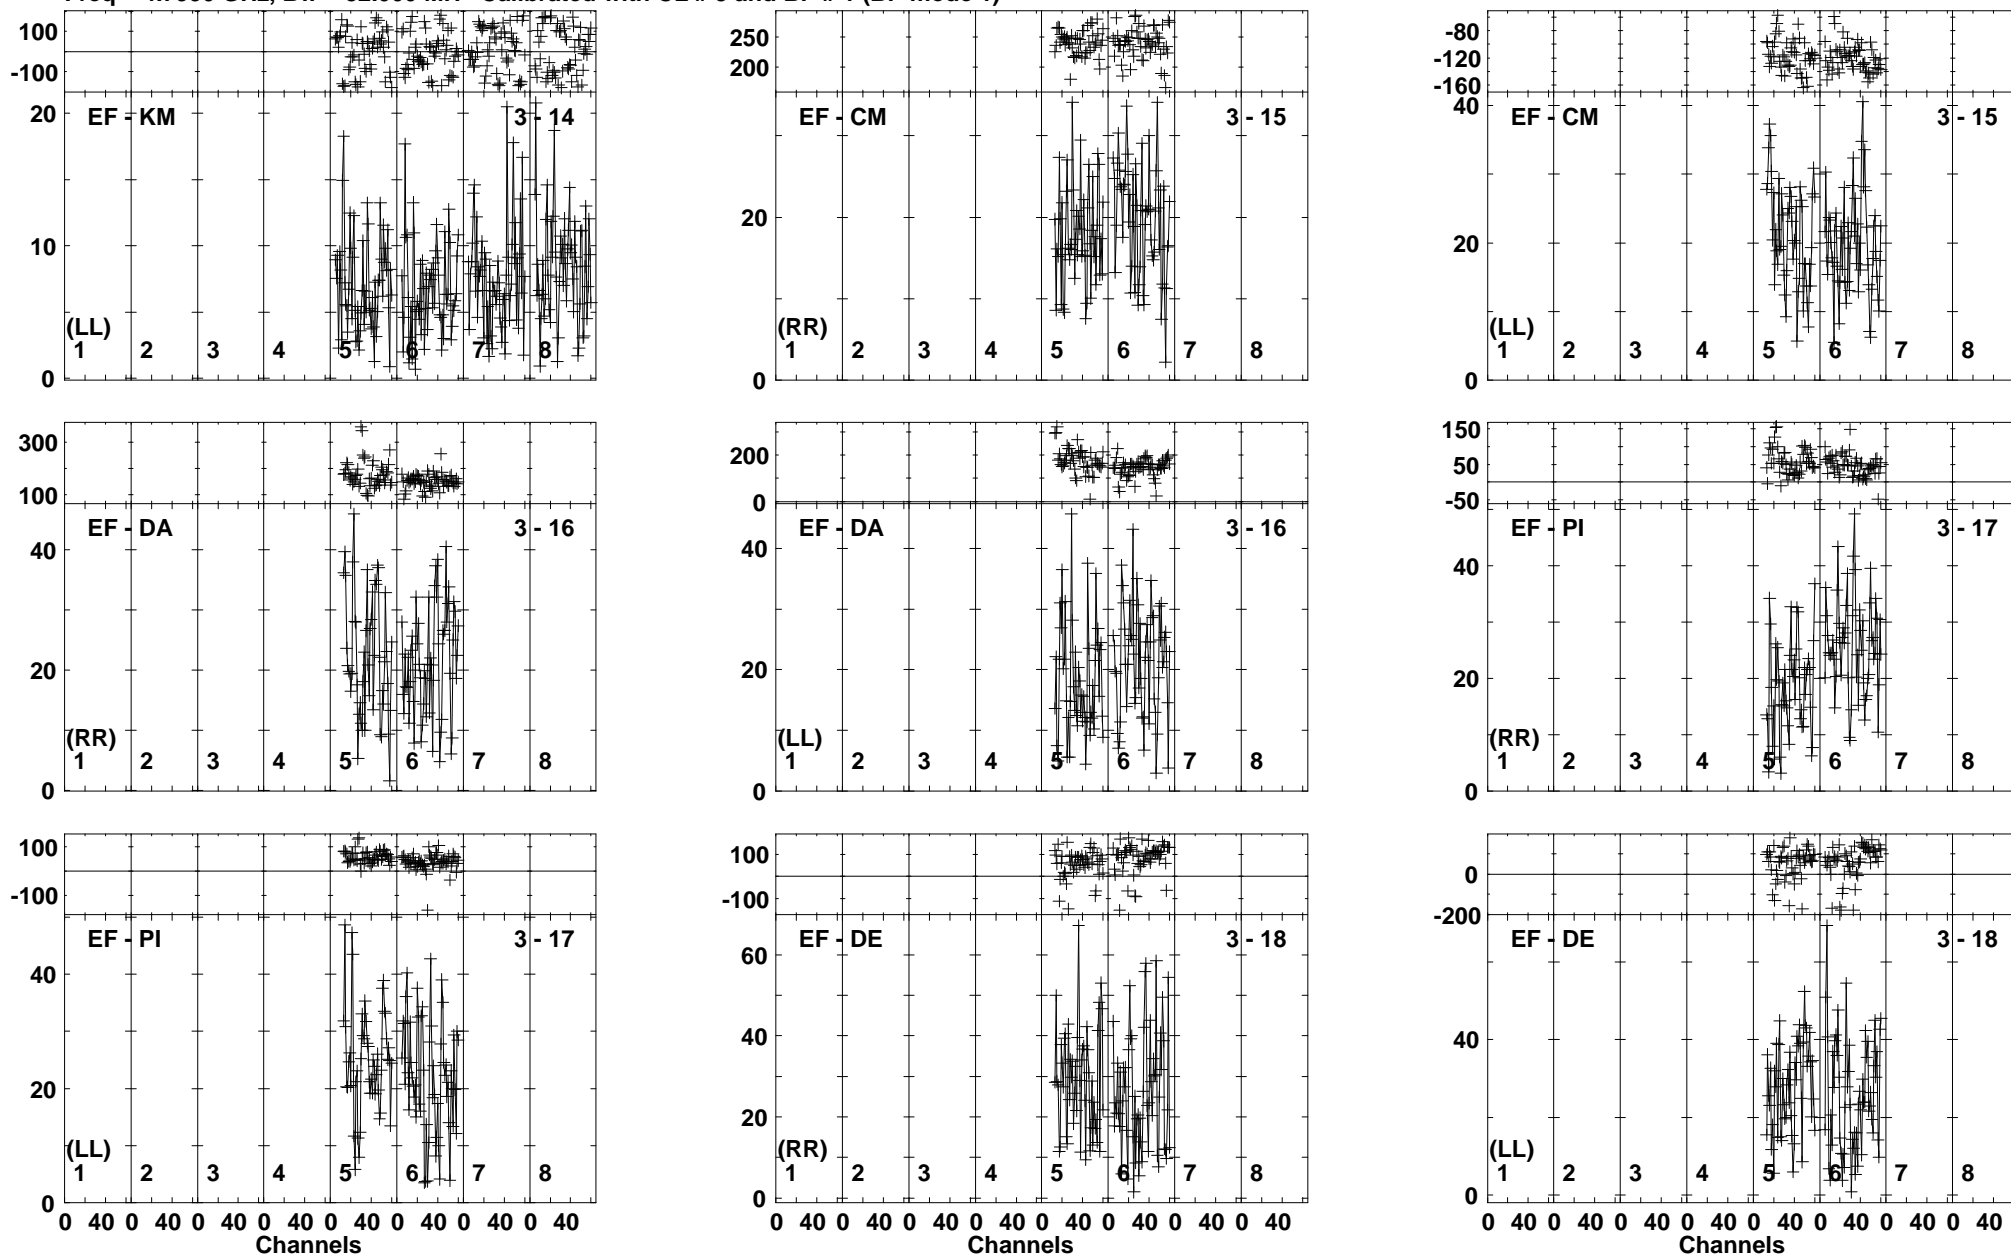 100 -100 20 10 0 EF - KM 3 - 14 (LL) 1 2 3 4 5 6 7 8
250 200 20 0 EF - CM 3 - 15 (RR) 1 2 3 4 5 6 7 8
-80 -120 -160 40 20 0 EF - CM 3 - 15 (LL) 1 2 3 4 5 6 7 8
300 100 40 20 0 EF - DA 3 - 16 (RR) 1 2 3 4 5 6 7 8
200 0 40 20 0 EF - DA 3 - 16 (LL) 1 2 3 4 5 6 7 8
150 50 -50 40 20 0 EF - PI 3 - 17 (RR) 1 2 3 4 5 6 7 8
100 -100 40 20 0 EF - PI 3 - 17 (LL) 1 2 3 4 5 6 7 8
100 -100 60 40 20 0 EF - DE 3 - 18 (RR) 1 2 3 4 5 6 7 8
0 -200 40 0 EF - DE 3 - 18 (LL) 1 2 3 4 5 6 7 8
0 40 0 40 0 40 0 40 0 40 0 40 0 40 0 40
Channels
0 40 0 40 0 40 0 40 0 40 0 40 0 40 0 40
0 40 0 40 0 40 0 40 0 40 0 40 0
Channels